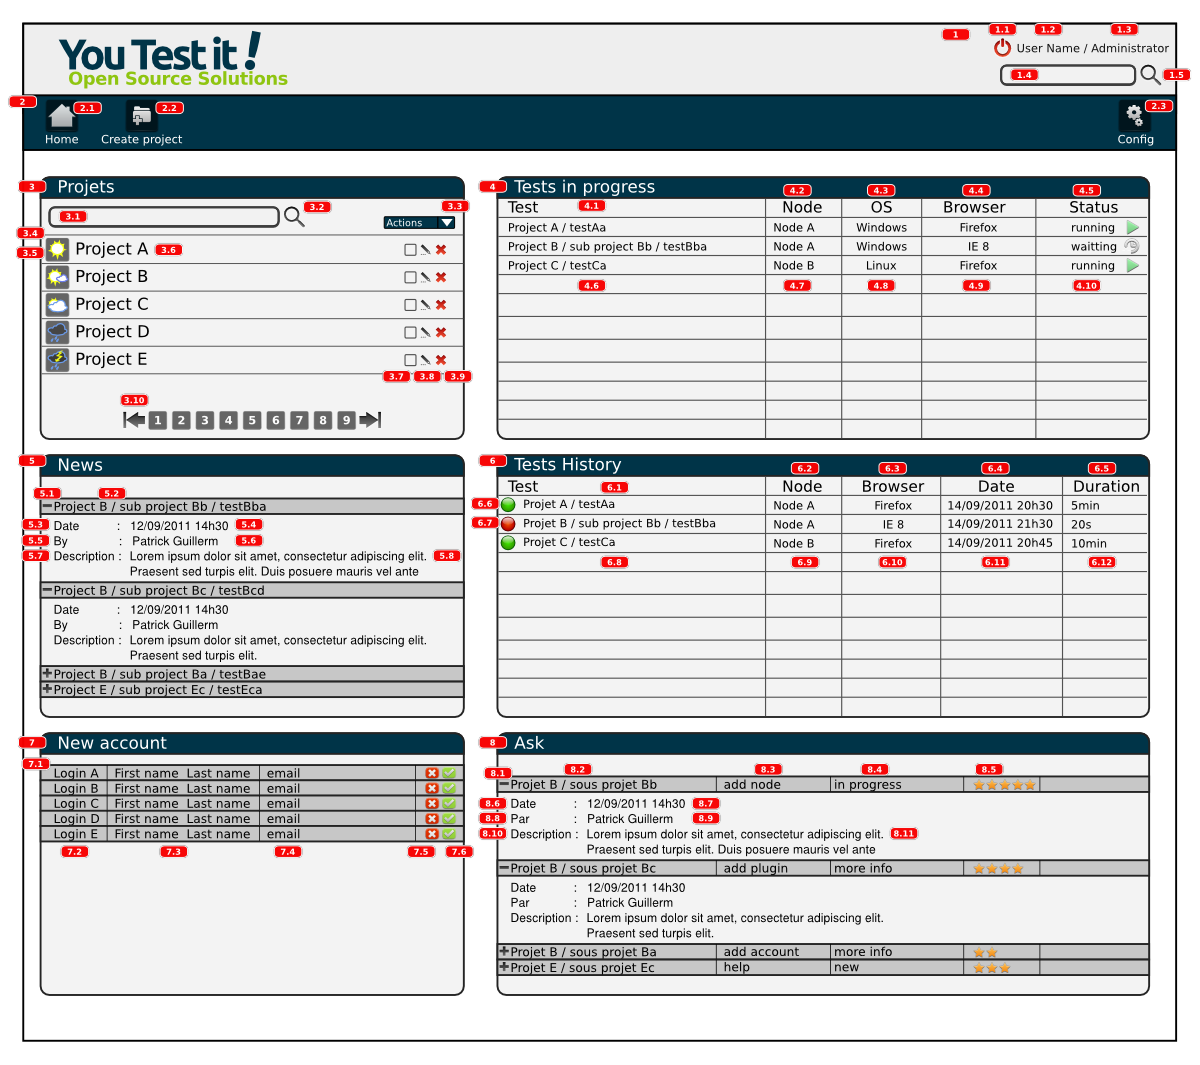 1 1.1 1.2 1.3
You Test it!
Open Source Solutions
User Name / Administrator
1.4 1.5
2 2.1 2.2 2.3
Home Create project Config
3 Projets
3.1 3.2 3.3
Actions
3.4
3.5 Project A 3.6
Project B
Project C
Project D
Project E
3.7 3.8 3.9
3.10
1 2 3 4 5 6 7 8 9
4 Tests in progress 4.2 4.3 4.4 4.5
Test 4.1 Node OS Browser Status
Project A / testAa Node A Windows Firefox running
Project B / sub project Bb / testBba Node A Windows IE 8 waitting
Project C / testCa Node B Linux Firefox running
4.6 4.7 4.8 4.9 4.10
5 News
5.1 5.2
Project B / sub project Bb / testBba
5.3 Date : 12/09/2011 14h30 5.4
5.5 By : Patrick Guillerm 5.6
5.7 Description : Lorem ipsum dolor sit amet, consectetur adipiscing elit. 5.8
Praesent sed turpis elit. Duis posuere mauris vel ante
Project B / sub project Bc / testBcd
Date : 12/09/2011 14h30
By : Patrick Guillerm
Description : Lorem ipsum dolor sit amet, consectetur adipiscing elit.
Praesent sed turpis elit.
Project B / sub project Ba / testBae
Project E / sub project Ec / testEca
6 Tests History 6.2 6.3 6.4 6.5
Test 6.1 Node Browser Date Duration
6.6 Projet A / testAa Node A Firefox 14/09/2011 20h30 5min
6.7 Projet B / sub project Bb / testBba Node A IE 8 14/09/2011 21h30 20s
Projet C / testCa Node B Firefox 14/09/2011 20h45 10min
6.8 6.9 6.10 6.11 6.12
7 New account
7.1
Login A First name Last name email
Login B First name Last name email
Login C First name Last name email
Login D First name Last name email
Login E First name Last name email
7.2 7.3 7.4 7.5 7.6
8 Ask
8.1 8.2 8.3 8.4 8.5
Projet B / sous projet Bb add node in progress
8.6 Date : 12/09/2011 14h30 8.7
8.8 Par : Patrick Guillerm 8.9
8.10 Description : Lorem ipsum dolor sit amet, consectetur adipiscing elit. 8.11
Praesent sed turpis elit. Duis posuere mauris vel ante
Projet B / sous projet Bc add plugin more info
Date : 12/09/2011 14h30
Par : Patrick Guillerm
Description : Lorem ipsum dolor sit amet, consectetur adipiscing elit.
Praesent sed turpis elit.
Projet B / sous projet Ba add account more info
Projet E / sous projet Ec help new